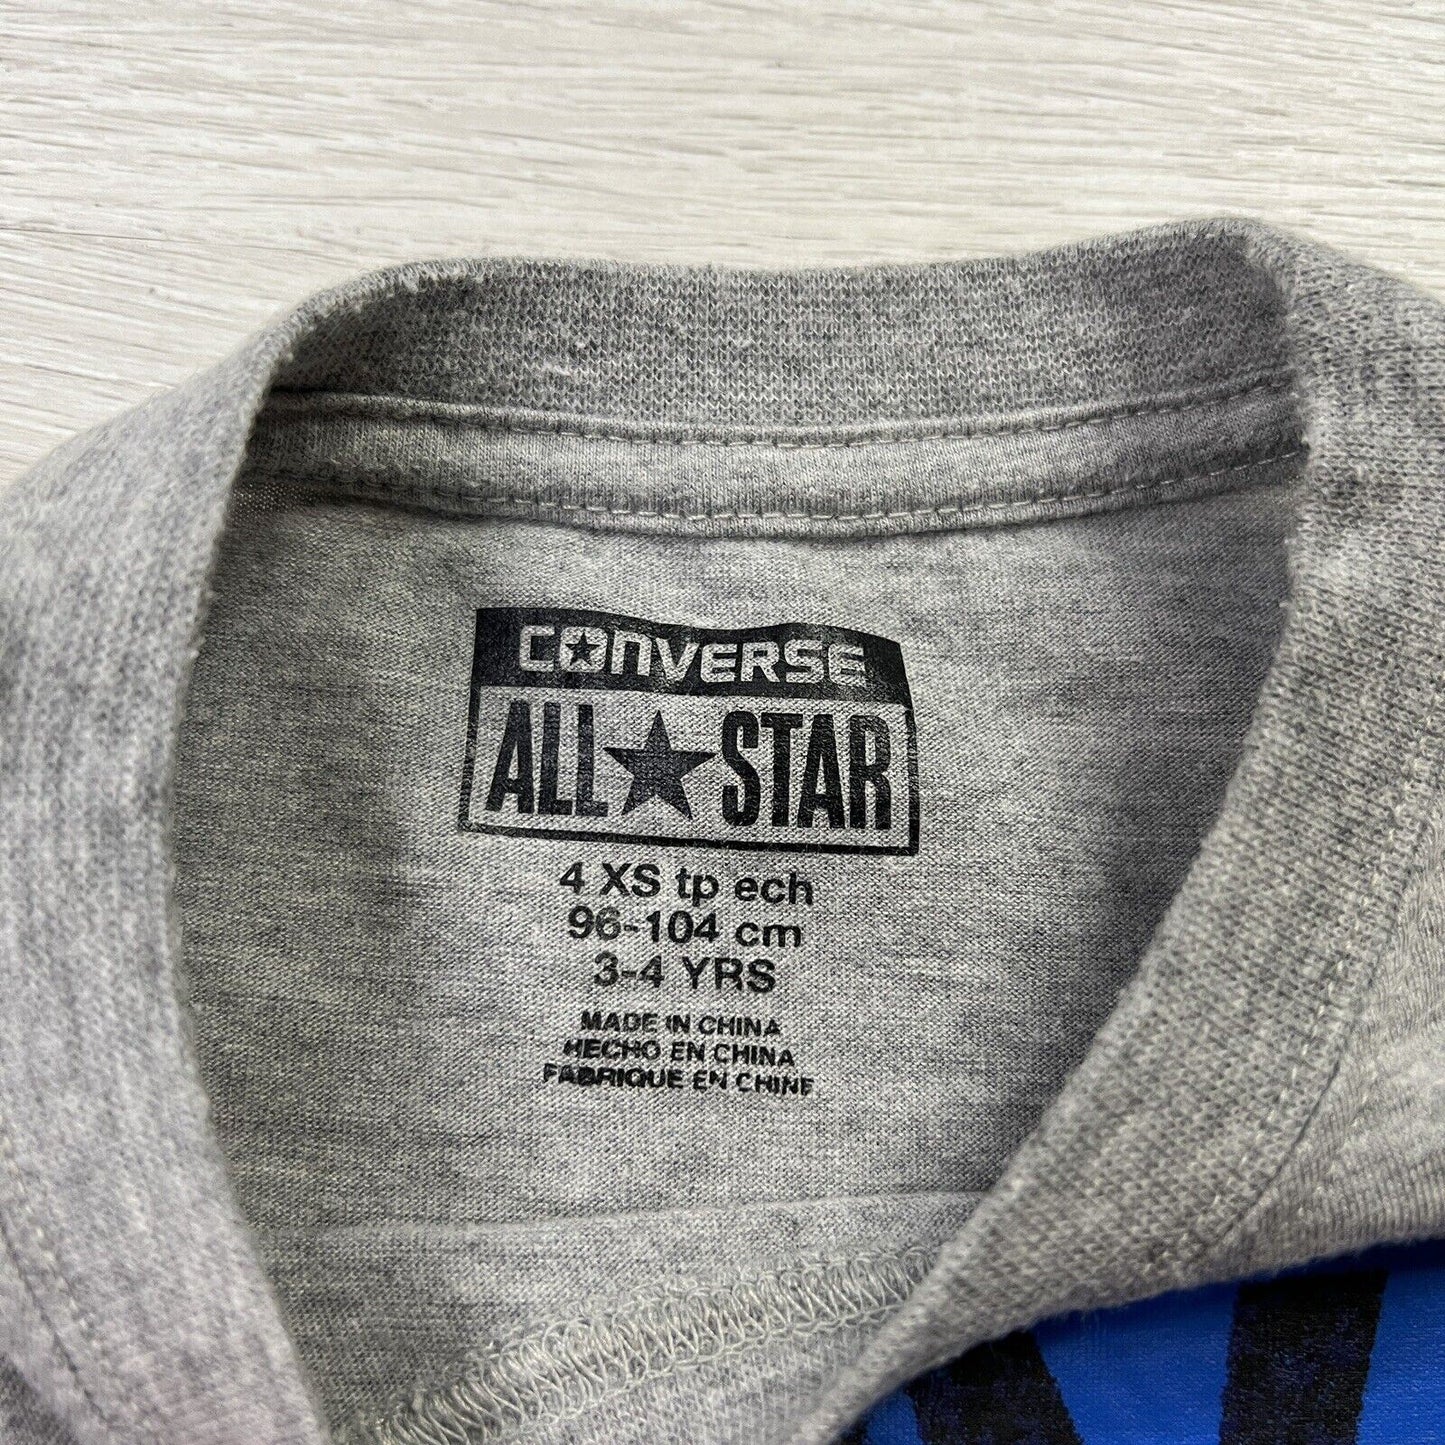 CONVERSE
ALL★STAR
4 XS tp ech
96-104 cm
3-4 YRS
MADE IN CHINA
HECHO EN CHINA
FABRIQUE EN CHINE